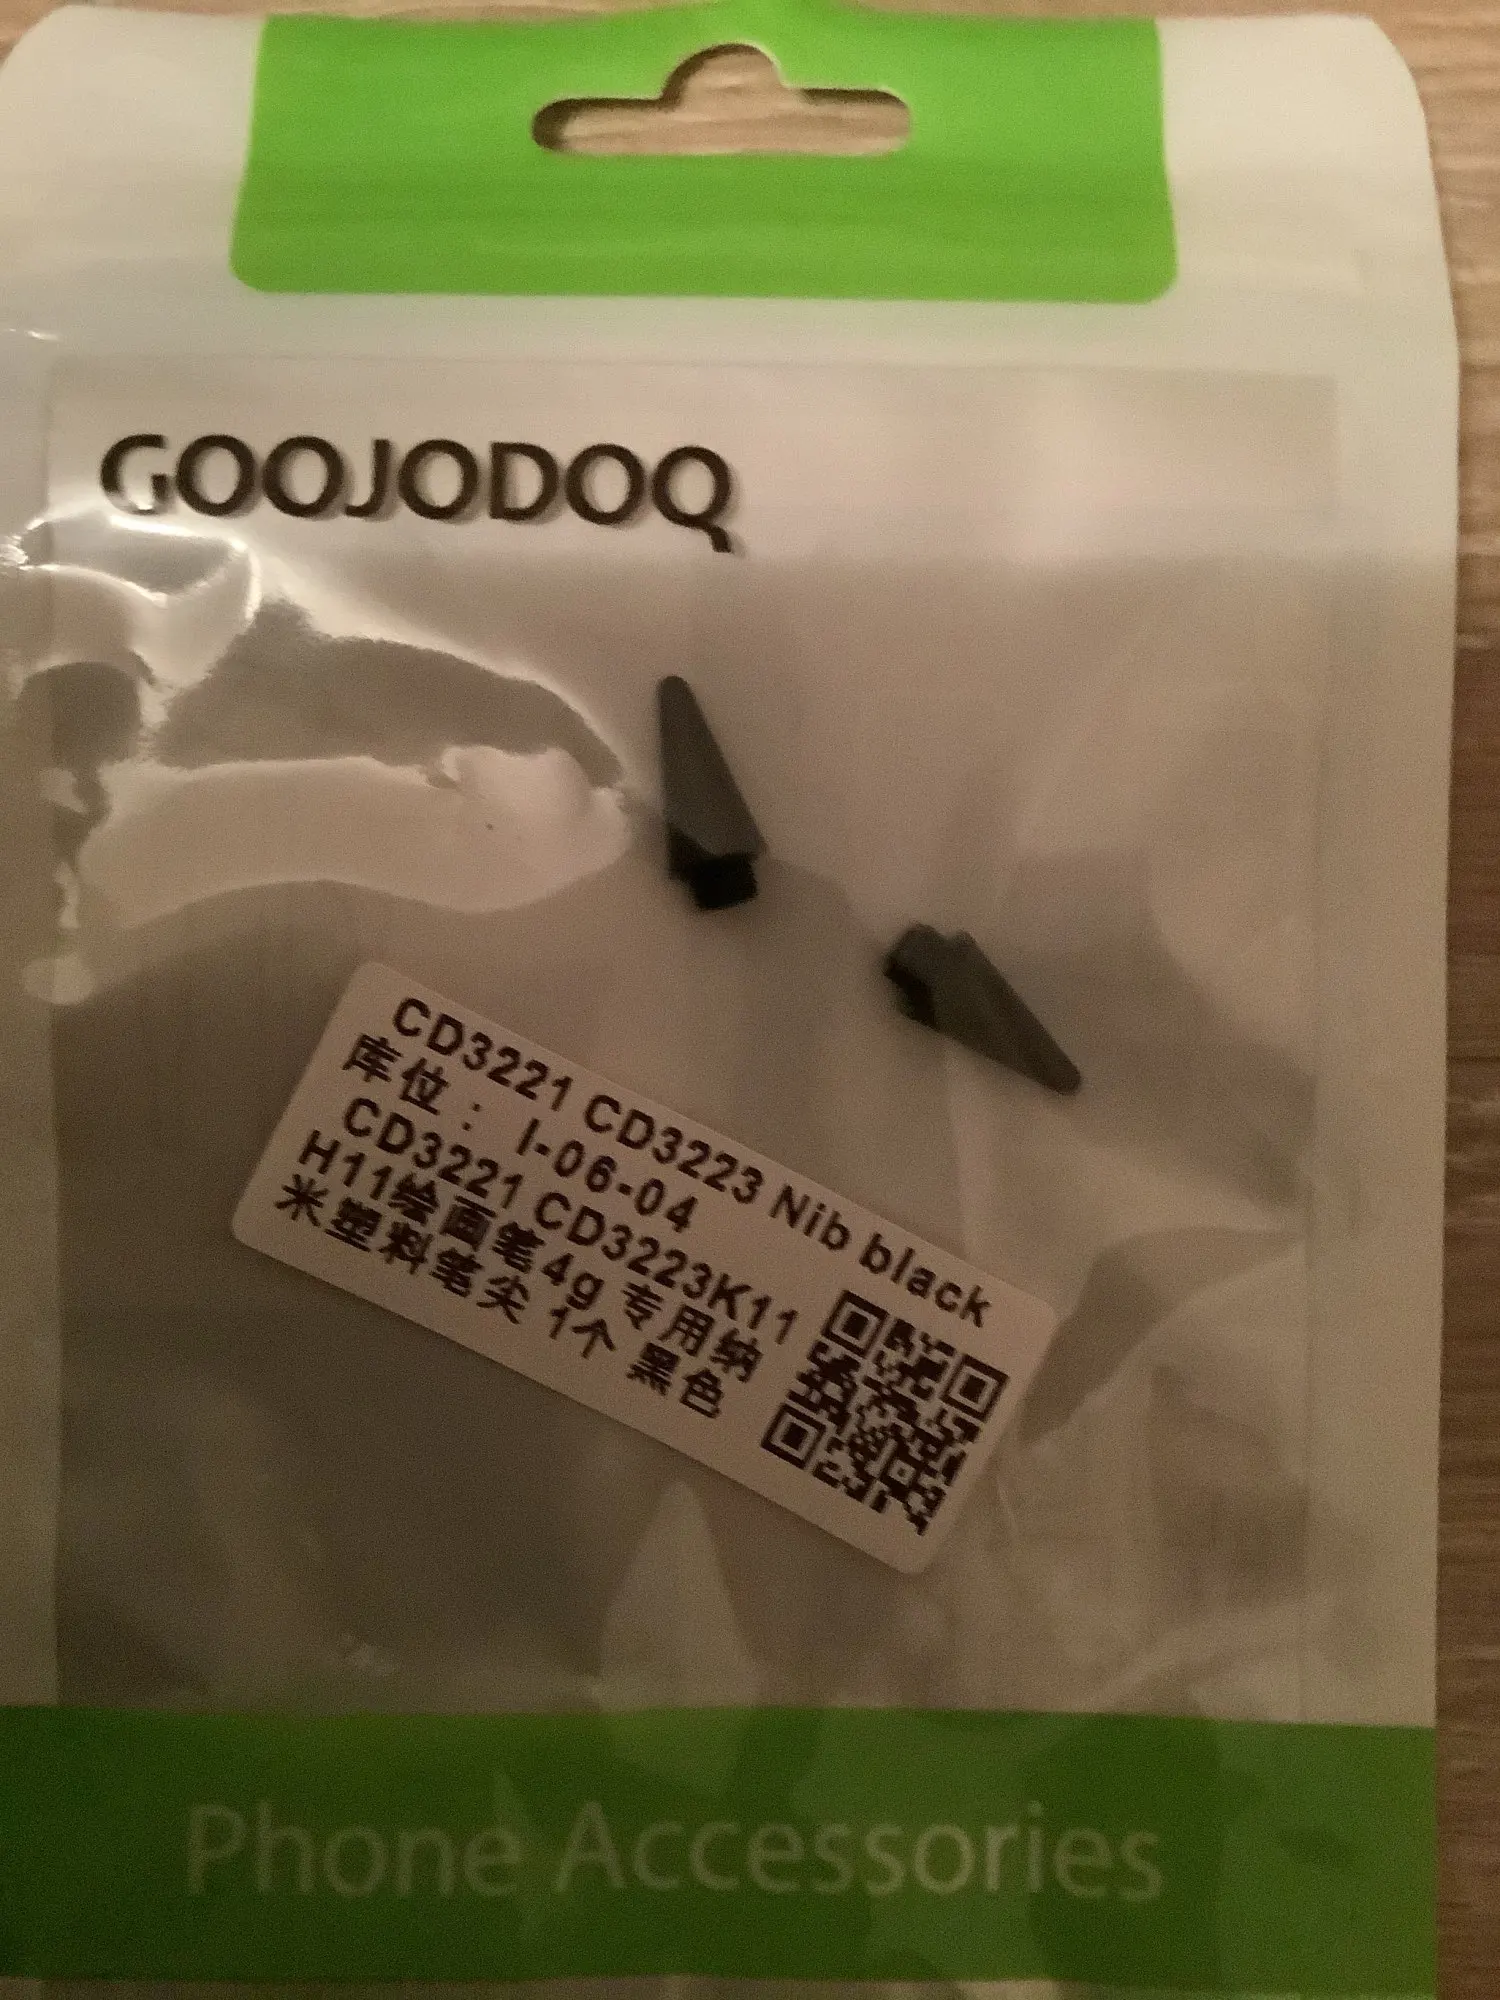 GOOJODOQ
CD3221 CD3223 Nib black
库位： I-06-04
CD3221 CD3223K11
H11绘画笔4g 专用纳
米塑料笔尖 1个 黑色
Phone Accessories